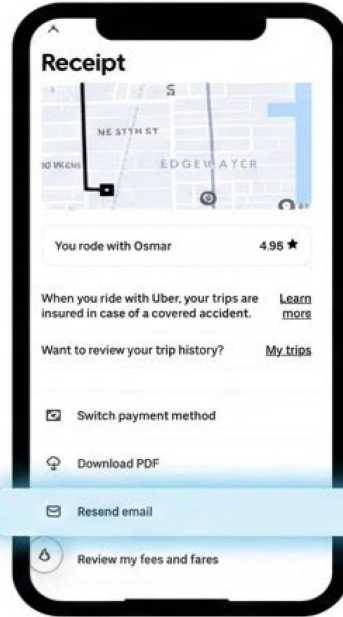 Receipt
NE 57TH ST
EDGEWATER
You rode with Osmar 4.96 ★
When you ride with Uber, your trips are Learn
insured in case of a covered accident. more
Want to review your trip history? My trips
Switch payment method
Download PDF
Resend email
Review my fees and fares